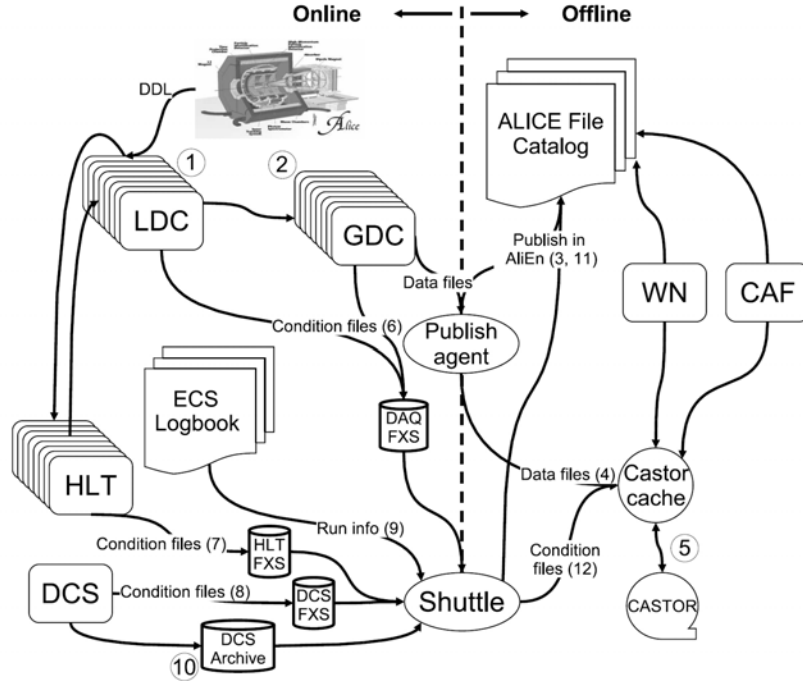 Online
Offline
DDL
Alice
ALICE File
Catalog
1
2
LDC
GDC
Data files
Publish in
AliEn (3, 11)
WN
CAF
Condition files (6)
Publish
agent
ECS
Logbook
DAQ
FXS
HLT
Data files (4)
Castor
cache
Condition files (7)
HLT
FXS
Run info (9)
Condition
files (12)
5
DCS
Condition files (8)
DCS
FXS
Shuttle
CASTOR
10
DCS
Archive